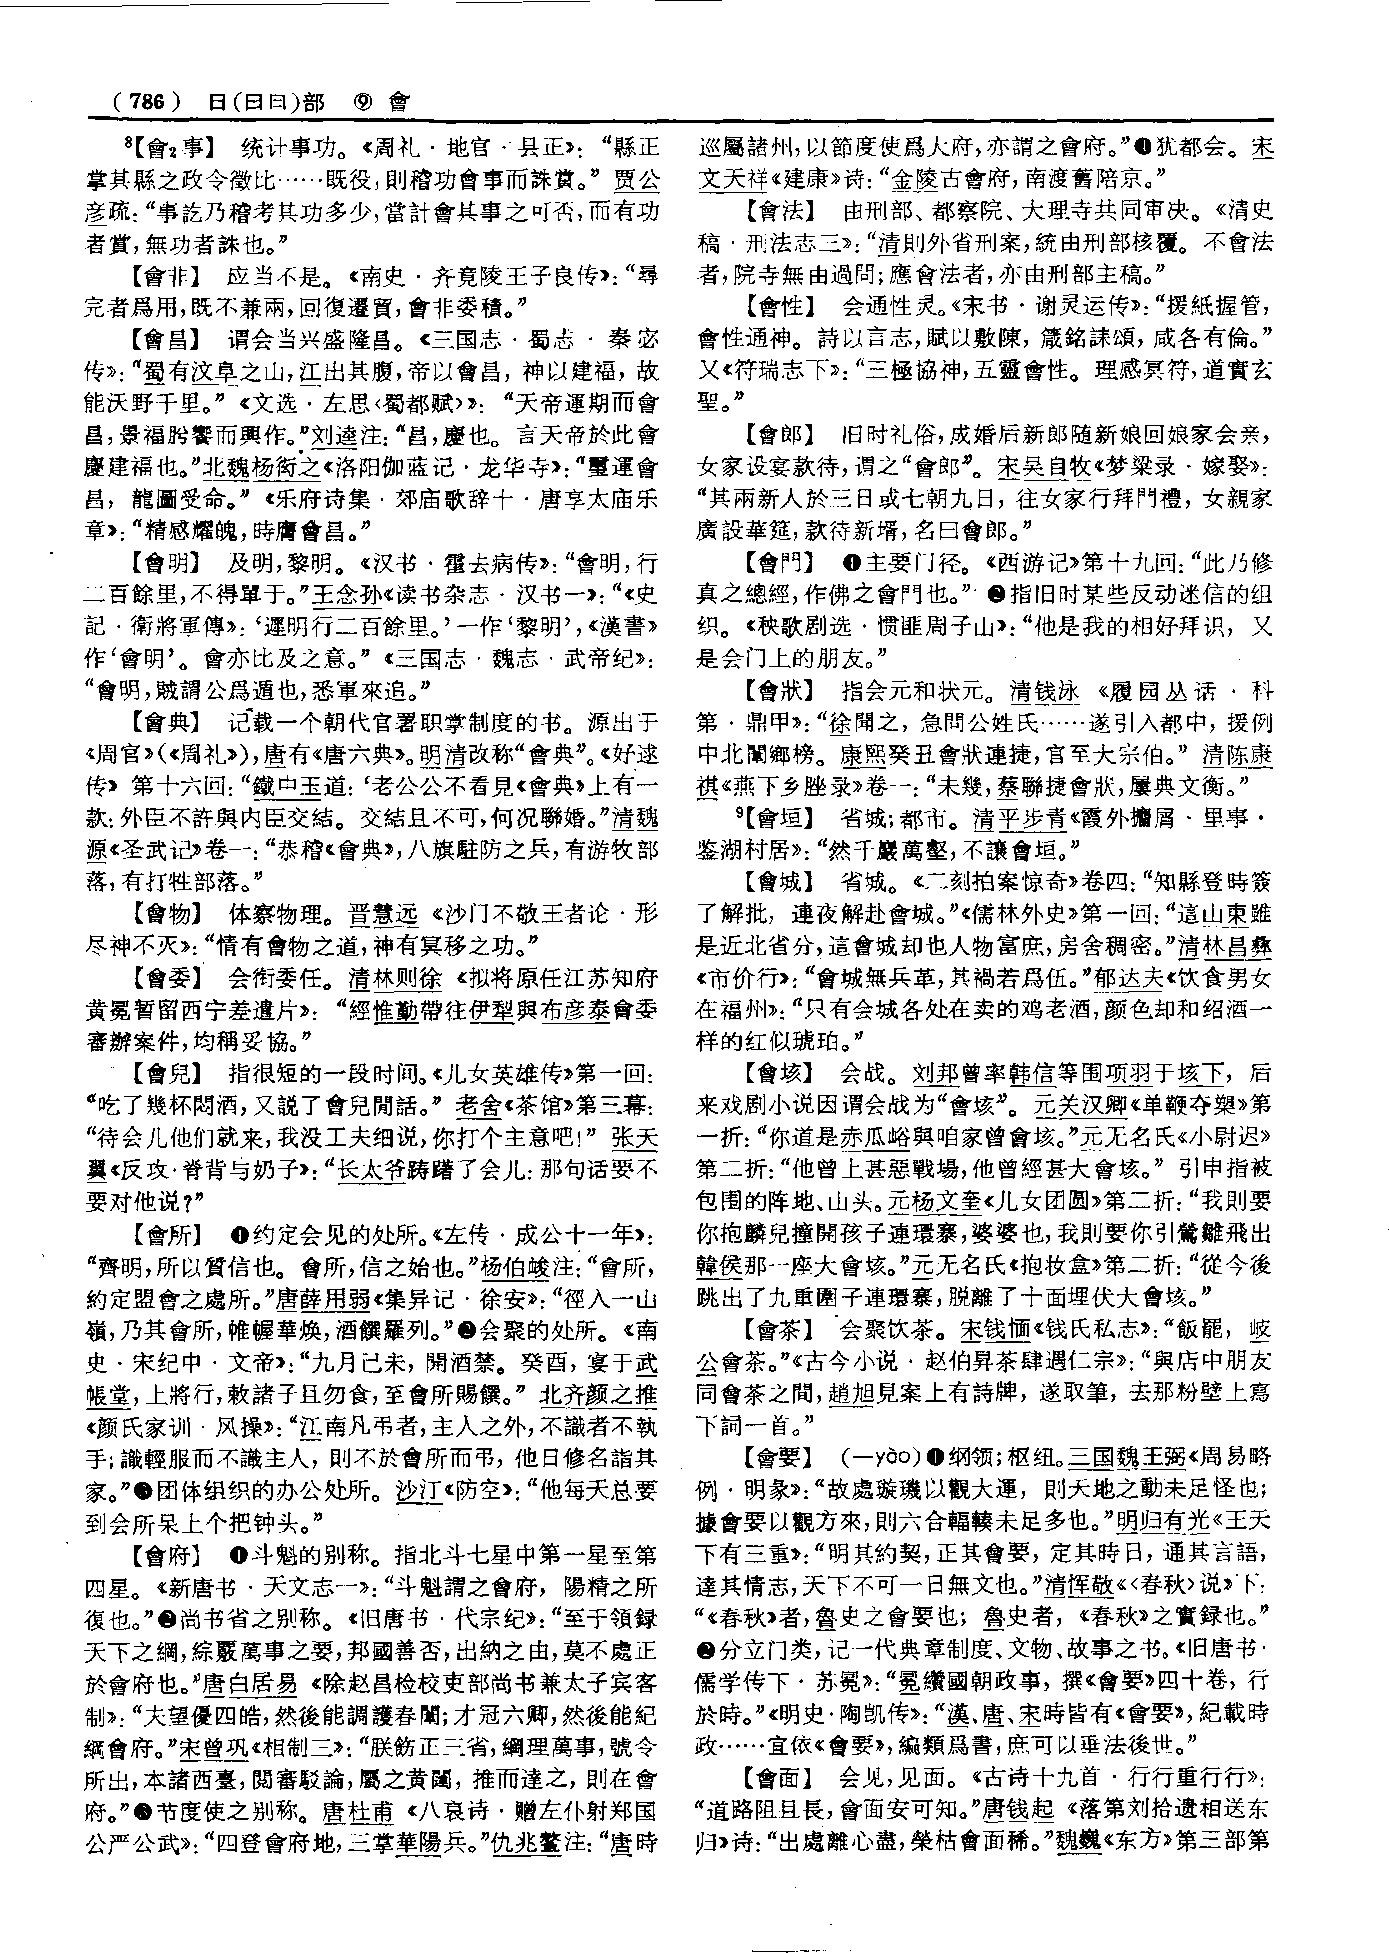 (786) 日(日曰)部 ⑨ 會
⁸【會₂事】 统计事功。《周礼·地官·县正》：“縣正
掌其縣之政令徵比……既役，則稽功會事而誅賞。”贾公
彦疏：“事訖乃稽考其功多少，當計會其事之可否，而有功
者賞，無功者誅也。”
【會非】 应当不是。《南史·齐竟陵王子良传》：“尋
完者爲用，既不兼兩，回復遷貿，會非委積。”
【會昌】 谓会当兴盛隆昌。《三国志·蜀志·秦宓
传》：“蜀有汶阜之山，江出其腹，帝以會昌，神以建福，故
能沃野千里。”《文选·左思〈蜀都赋〉》：“天帝運期而會
昌，景福肸饗而興作。”刘逵注：“昌，慶也。言天帝於此會
慶建福也。”北魏杨衒之《洛阳伽蓝记·龙华寺》：“璽運會
昌，龍圖受命。”《乐府诗集·郊庙歌辞十·唐享太庙乐
章》：“精感耀魄，時膺會昌。”
【會明】 及明，黎明。《汉书·霍去病传》：“會明，行
二百餘里，不得單于。”王念孙《读书杂志·汉书一》：“《史
記·衛將軍傳》：‘遲明行二百餘里。’一作‘黎明’，《漢書》
作‘會明’。會亦比及之意。”《三国志·魏志·武帝纪》：
“會明，賊謂公爲遁也，悉軍來追。”
【會典】 记载一个朝代官署职掌制度的书。源出于
《周官》(《周礼》)，唐有《唐六典》。明清改称“會典”。《好逑
传》第十六回：“鐵中玉道：‘老公公不看見《會典》上有一
款：外臣不許與内臣交結。交結且不可，何况聯婚。”清魏
源《圣武记》卷一：“恭稽《會典》，八旗駐防之兵，有游牧部
落，有打牲部落。”
【會物】 体察物理。晋慧远《沙门不敬王者论·形
尽神不灭》：“情有會物之道，神有冥移之功。”
【會委】 会衔委任。清林则徐《拟将原任江苏知府
黄冕暂留西宁差遣片》：“經惟勤帶往伊犁與布彦泰會委
審辦案件，均稱妥協。”
【會兒】 指很短的一段时间。《儿女英雄传》第一回：
“吃了幾杯悶酒，又説了會兒閒話。”老舍《茶馆》第三幕：
“待会儿他们就来，我没工夫细说，你打个主意吧！”张天
翼《反攻·脊背与奶子》：“长太爷踌躇了会儿：那句话要不
要对他说？”
【會所】 ❶约定会见的处所。《左传·成公十一年》：
“齊明，所以質信也。會所，信之始也。”杨伯峻注：“會所，
約定盟會之處所。”唐薛用弱《集异记·徐安》：“徑入一山
嶺，乃其會所，帷幄華焕，酒饌羅列。”❷会聚的处所。《南
史·宋纪中·文帝》：“九月己未，開酒禁。癸酉，宴于武
帳堂，上將行，敕諸子且勿食，至會所賜饌。”北齐颜之推
《颜氏家训·风操》：“江南凡弔者，主人之外，不識者不執
手；識輕服而不識主人，則不於會所而弔，他日修名詣其
家。”❸团体组织的办公处所。沙汀《防空》：“他每天总要
到会所呆上个把钟头。”
【會府】 ❶斗魁的别称。指北斗七星中第一星至第
四星。《新唐书·天文志一》：“斗魁謂之會府，陽精之所
復也。”❷尚书省之别称。《旧唐书·代宗纪》：“至于領録
天下之綱，綜覈萬事之要，邦國善否，出納之由，莫不處正
於會府也。”唐白居易《除赵昌检校吏部尚书兼太子宾客
制》：“夫望優四皓，然後能調護春闈；才冠六卿，然後能紀
綱會府。”宋曾巩《相制三》：“朕飭正三省，綱理萬事，號令
所出，本諸西臺，閲審駁論，屬之黄闥，推而達之，則在會
府。”❸节度使之别称。唐杜甫《八哀诗·赠左仆射郑国
公严公武》：“四登會府地，三掌華陽兵。”仇兆鳌注：“唐時
巡屬諸州，以節度使爲大府，亦謂之會府。”❹犹都会。宋
文天祥《建康》诗：“金陵古會府，南渡舊陪京。”
【會法】 由刑部、都察院、大理寺共同审决。《清史
稿·刑法志三》：“清則外省刑案，統由刑部核覆。不會法
者，院寺無由過問；應會法者，亦由刑部主稿。”
【會性】 会通性灵。《宋书·谢灵运传》：“援紙握管，
會性通神。詩以言志，賦以敷陳，箴銘誄頌，咸各有倫。”
又《符瑞志下》：“三極協神，五靈會性。理感冥符，道實玄
聖。”
【會郎】 旧时礼俗，成婚后新郎随新娘回娘家会亲，
女家设宴款待，谓之“會郎”。宋吴自牧《梦粱录·嫁娶》：
“其兩新人於三日或七朝九日，往女家行拜門禮，女親家
廣設華筵，款待新壻，名曰會郎。”
【會門】 ❶主要门径。《西游记》第十九回：“此乃修
真之總經，作佛之會門也。”❷指旧时某些反动迷信的组
织。《秧歌剧选·惯匪周子山》：“他是我的相好拜识，又
是会门上的朋友。”
【會狀】 指会元和状元。清钱泳《履园丛话·科
第·鼎甲》：“徐聞之，急問公姓氏……遂引入都中，援例
中北闈鄉榜。康熙癸丑會狀連捷，官至大宗伯。”清陈康
祺《燕下乡脞录》卷一：“未幾，蔡聯捷會狀，屢典文衡。”
⁹【會垣】 省城；都市。清平步青《霞外攟屑·里事·
鉴湖村居》：“然千巖萬壑，不讓會垣。”
【會城】 省城。《二刻拍案惊奇》卷四：“知縣登時簽
了解批，連夜解赴會城。”《儒林外史》第一回：“這山東雖
是近北省分，這會城却也人物富庶，房舍稠密。”清林昌彝
《市价行》：“會城無兵革，其禍若爲伍。”郁达夫《饮食男女
在福州》：“只有会城各处在卖的鸡老酒，颜色却和绍酒一
样的红似琥珀。”
【會垓】 会战。刘邦曾率韩信等围项羽于垓下，后
来戏剧小说因谓会战为“會垓”。元关汉卿《单鞭夺槊》第
一折：“你道是赤瓜峪與咱家曾會垓。”元无名氏《小尉迟》
第二折：“他曾上甚惡戰場，他曾經甚大會垓。”引申指被
包围的阵地、山头。元杨文奎《儿女团圆》第二折：“我則要
你抱麟兒撞開孩子連環寨，婆婆也，我則要你引鶯雛飛出
韓侯那一座大會垓。”元无名氏《抱妆盒》第二折：“從今後
跳出了九重圍子連環寨，脱離了十面埋伏大會垓。”
【會茶】 会聚饮茶。宋钱愐《钱氏私志》：“飯罷，岐
公會茶。”《古今小说·赵伯昇茶肆遇仁宗》：“與店中朋友
同會茶之間，趙旭見案上有詩牌，遂取筆，去那粉壁上寫
下詞一首。”
【會要】 (—yào)❶纲领；枢纽。三国魏王弼《周易略
例·明彖》：“故處璇璣以觀大運，則天地之動未足怪也；
據會要以觀方來，則六合輻輳未足多也。”明归有光《王天
下有三重》：“明其約契，正其會要，定其時日，通其言語，
達其情志，天下不可一日無文也。”清恽敬《〈春秋〉说》下：
“《春秋》者，魯史之會要也；魯史者，《春秋》之實録也。”
❷分立门类，记一代典章制度、文物、故事之书。《旧唐书·
儒学传下·苏冕》：“冕纘國朝政事，撰《會要》四十卷，行
於時。”《明史·陶凯传》：“漢、唐、宋時皆有《會要》，紀載時
政……宜依《會要》，編類爲書，庶可以垂法後世。”
【會面】 会见，见面。《古诗十九首·行行重行行》：
“道路阻且長，會面安可知。”唐钱起《落第刘拾遗相送东
归》诗：“出處離心盡，榮枯會面稀。”魏巍《东方》第三部第